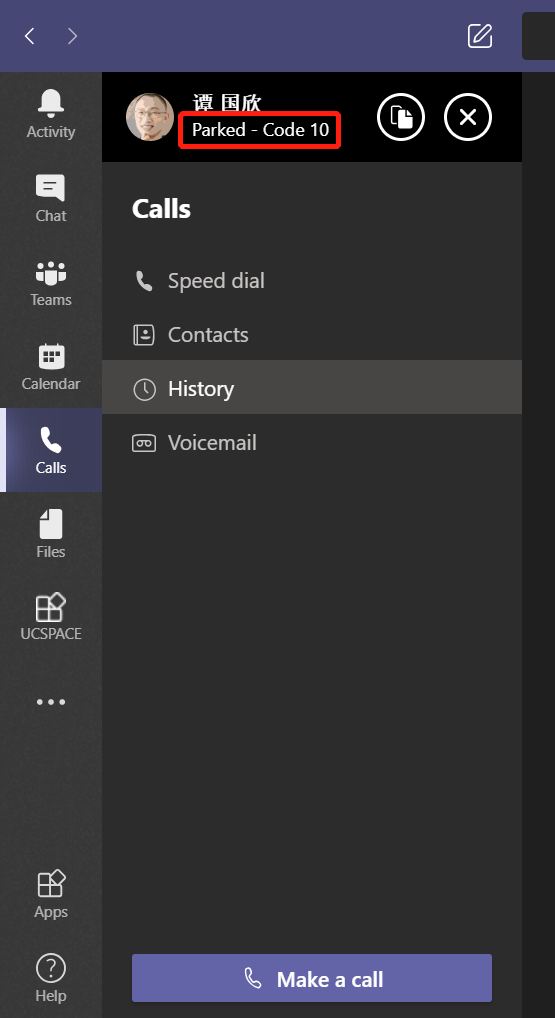 谭 国欣
Parked - Code 10
Activity
Chat
Teams
Calendar
Calls
Files
UCSPACE
Apps
Help
Calls
Speed dial
Contacts
History
Voicemail
Make a call